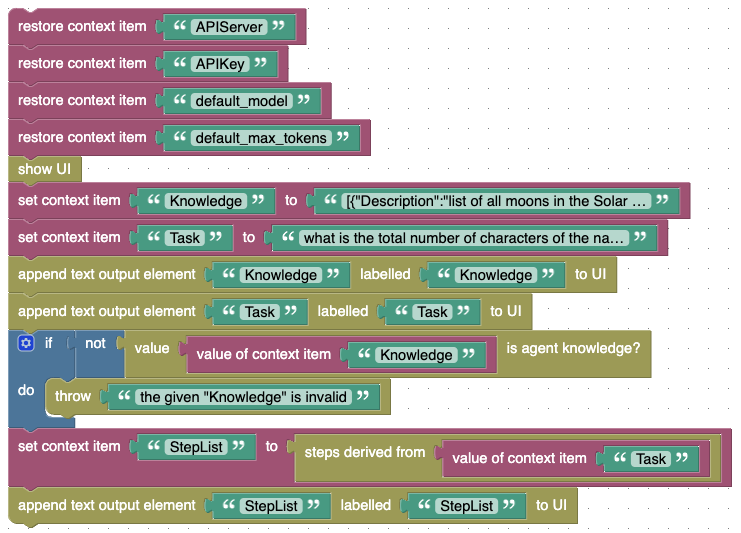 restore context item “ APIServer ”
restore context item “ APIKey ”
restore context item “ default_model ”
restore context item “ default_max_tokens ”
show UI
set context item “ Knowledge ” to “ [{"Description":"list of all moons in the Solar ... ”
set context item “ Task ” to “ what is the total number of characters of the na... ”
append text output element “ Knowledge ” labelled “ Knowledge ” to UI
append text output element “ Task ” labelled “ Task ” to UI
if not value value of context item “ Knowledge ” is agent knowledge?
do throw “ the given "Knowledge" is invalid ”
set context item “ StepList ” to steps derived from value of context item “ Task ”
append text output element “ StepList ” labelled “ StepList ” to UI